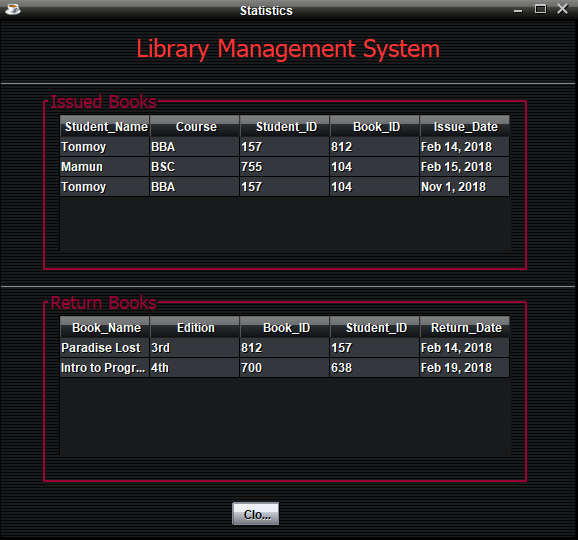 Statistics
Library Management System
Issued Books
Student_Name Course Student_ID Book_ID Issue_Date
Tonmoy BBA 157 812 Feb 14, 2018
Mamun BSC 755 104 Feb 15, 2018
Tonmoy BBA 157 104 Nov 1, 2018
Return Books
Book_Name Edition Book_ID Student_ID Return_Date
Paradise Lost 3rd 812 157 Feb 14, 2018
Intro to Progr... 4th 700 638 Feb 19, 2018
Clo...